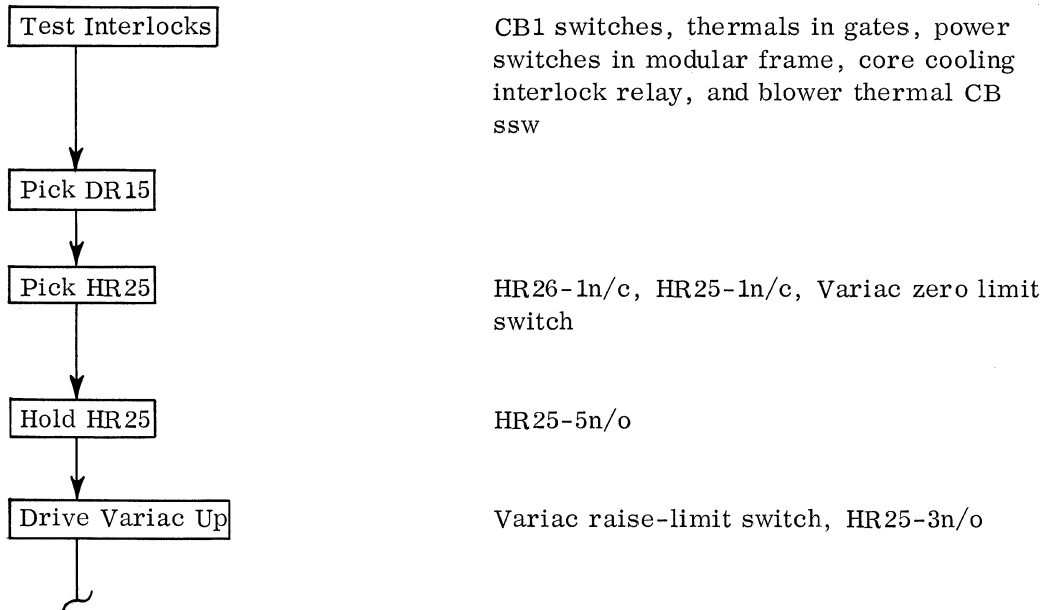 Test Interlocks
CB1 switches, thermals in gates, power
switches in modular frame, core cooling
interlock relay, and blower thermal CB
ssw
Pick DR15
Pick HR25
HR26-1n/c, HR25-1n/c, Variac zero limit
switch
Hold HR25
HR25-5n/o
Drive Variac Up
Variac raise-limit switch, HR25-3n/o